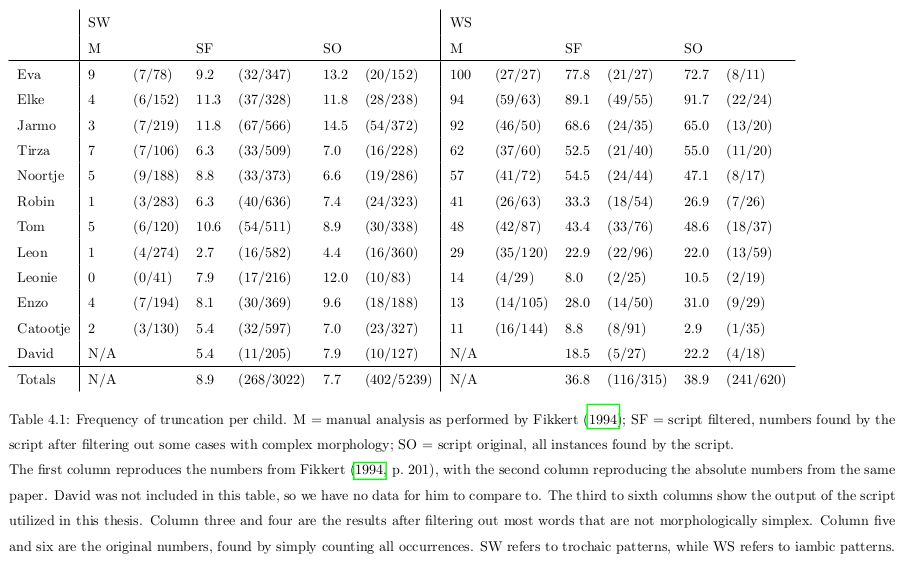 SW WS
M SF SO M SF SO
Eva 9 (7/78) 9.2 (32/347) 13.2 (20/152) 100 (27/27) 77.8 (21/27) 72.7 (8/11)
Elke 4 (6/152) 11.3 (37/328) 11.8 (28/238) 94 (59/63) 89.1 (49/55) 91.7 (22/24)
Jarmo 3 (7/219) 11.8 (67/566) 14.5 (54/372) 92 (46/50) 68.6 (24/35) 65.0 (13/20)
Tirza 7 (7/106) 6.3 (33/509) 7.0 (16/228) 62 (37/60) 52.5 (21/40) 55.0 (11/20)
Noortje 5 (9/188) 8.8 (33/373) 6.6 (19/286) 57 (41/72) 54.5 (24/44) 47.1 (8/17)
Robin 1 (3/283) 6.3 (40/636) 7.4 (24/323) 41 (26/63) 33.3 (18/54) 26.9 (7/26)
Tom 5 (6/120) 10.6 (54/511) 8.9 (30/338) 48 (42/87) 43.4 (33/76) 48.6 (18/37)
Leon 1 (4/274) 2.7 (16/582) 4.4 (16/360) 29 (35/120) 22.9 (22/96) 22.0 (13/59)
Leonie 0 (0/41) 7.9 (17/216) 12.0 (10/83) 14 (4/29) 8.0 (2/25) 10.5 (2/19)
Enzo 4 (7/194) 8.1 (30/369) 9.6 (18/188) 13 (14/105) 28.0 (14/50) 31.0 (9/29)
Catootje 2 (3/130) 5.4 (32/597) 7.0 (23/327) 11 (16/144) 8.8 (8/91) 2.9 (1/35)
David N/A 5.4 (11/205) 7.9 (10/127) N/A 18.5 (5/27) 22.2 (4/18)
Totals N/A 8.9 (268/3022) 7.7 (402/5239) N/A 36.8 (116/315) 38.9 (241/620)
Table 4.1: Frequency of truncation per child. M = manual analysis as performed by Fikkert (1994); SF = script filtered, numbers found by the
script after filtering out some cases with complex morphology; SO = script original, all instances found by the script.
The first column reproduces the numbers from Fikkert (1994, p. 201), with the second column reproducing the absolute numbers from the same
paper. David was not included in this table, so we have no data for him to compare to. The third to sixth columns show the output of the script
utilized in this thesis. Column three and four are the results after filtering out most words that are not morphologically simplex. Column five
and six are the original numbers, found by simply counting all occurrences. SW refers to trochaic patterns, while WS refers to iambic patterns.